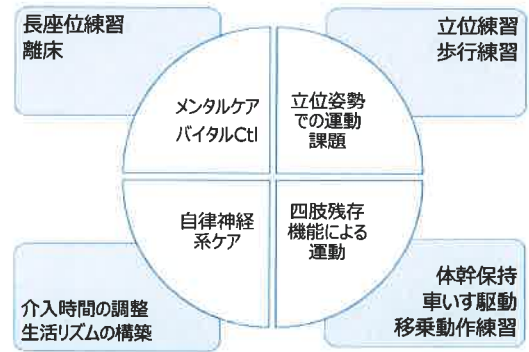 長座位練習
離床
立位練習
歩行練習
メンタルケア
バイタルCtl
立位姿勢
での運動
課題
自律神経
系ケア
四肢残存
機能による
運動
介入時間の調整
生活リズムの構築
体幹保持
車いす駆動
移乗動作練習